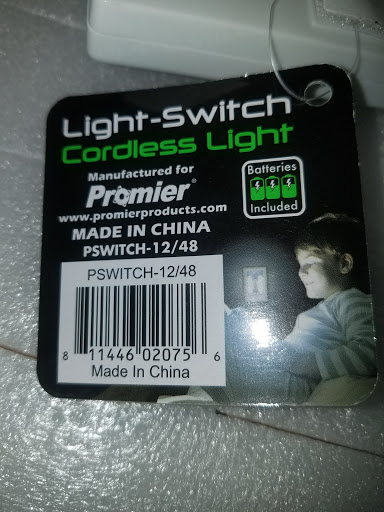 Light-Switch
Cordless Light
Manufactured for
Promier®
www.promierproducts.com
MADE IN CHINA
PSWITCH-12/48
Batteries
Included
PSWITCH-12/48
8 11446 02075 6
Made In China